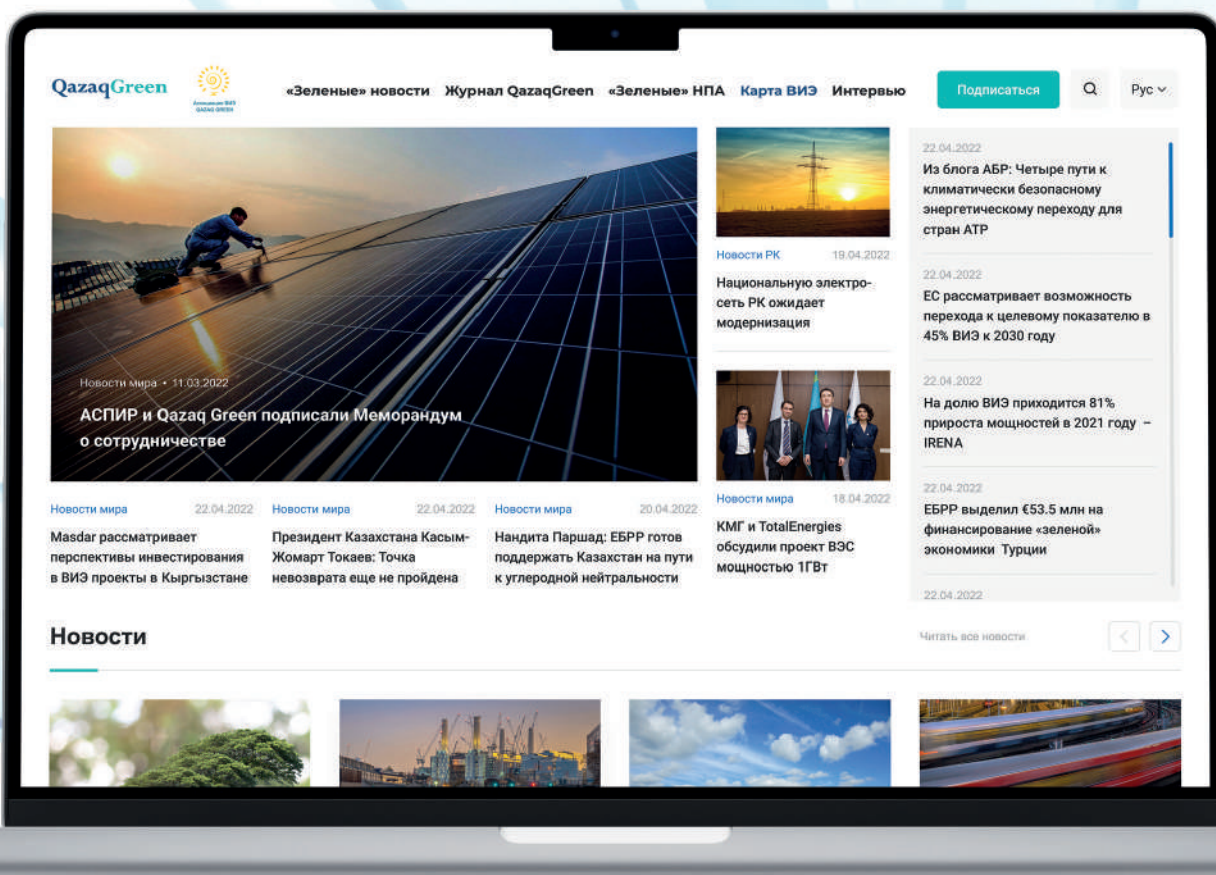 QazaqGreen
Ассоциация ВИЭ
QAZAQ GREEN
«Зеленые» новости Журнал QazaqGreen «Зеленые» НПА Карта ВИЭ Интервью
Подписаться
Рус
Новости мира • 11.03.2022
АСПИР и Qazaq Green подписали Меморандум
о сотрудничестве
Новости мира 22.04.2022
Masdar рассматривает
перспективы инвестирования
в ВИЭ проекты в Кыргызстане
Новости мира 22.04.2022
Президент Казахстана Касым-
Жомарт Токаев: Точка
невозврата еще не пройдена
Новости мира 20.04.2022
Нандита Паршад: ЕБРР готов
поддержать Казахстан на пути
к углеродной нейтральности
Новости РК 19.04.2022
Национальную электро-
сеть РК ожидает
модернизация
Новости мира 18.04.2022
КМГ и TotalEnergies
обсудили проект ВЭС
мощностью 1ГВт
22.04.2022
Из блога АБР: Четыре пути к
климатически безопасному
энергетическому переходу для
стран АТР
22.04.2022
ЕС рассматривает возможность
перехода к целевому показателю в
45% ВИЭ к 2030 году
22.04.2022
На долю ВИЭ приходится 81%
прироста мощностей в 2021 году –
IRENA
22.04.2022
ЕБРР выделил €53.5 млн на
финансирование «зеленой»
экономики Турции
22.04.2022
Новости
Читать все новости